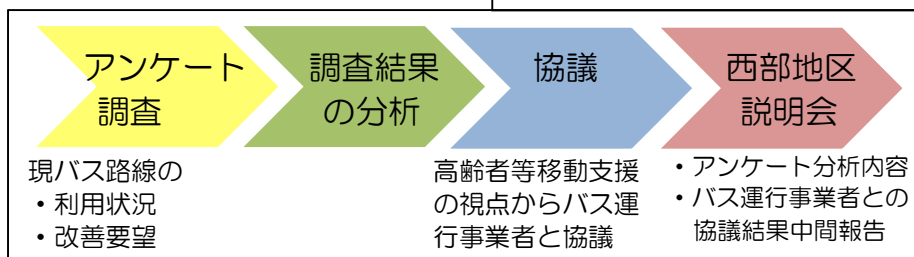 アンケート
調査
調査結果
の分析
協議
西部地区
説明会
現バス路線の
・利用状況
・改善要望
高齢者等移動支援
の視点からバス運
行事業者と協議
・アンケート分析内容
・バス運行事業者との
協議結果中間報告